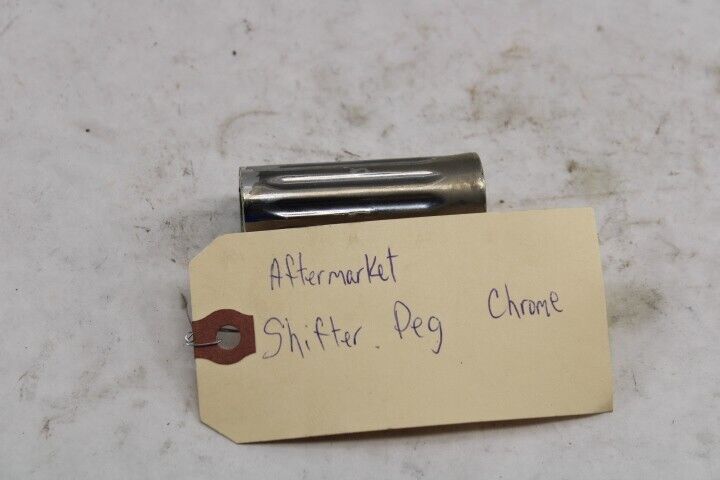 Aftermarket
Shifter. Peg Chrome